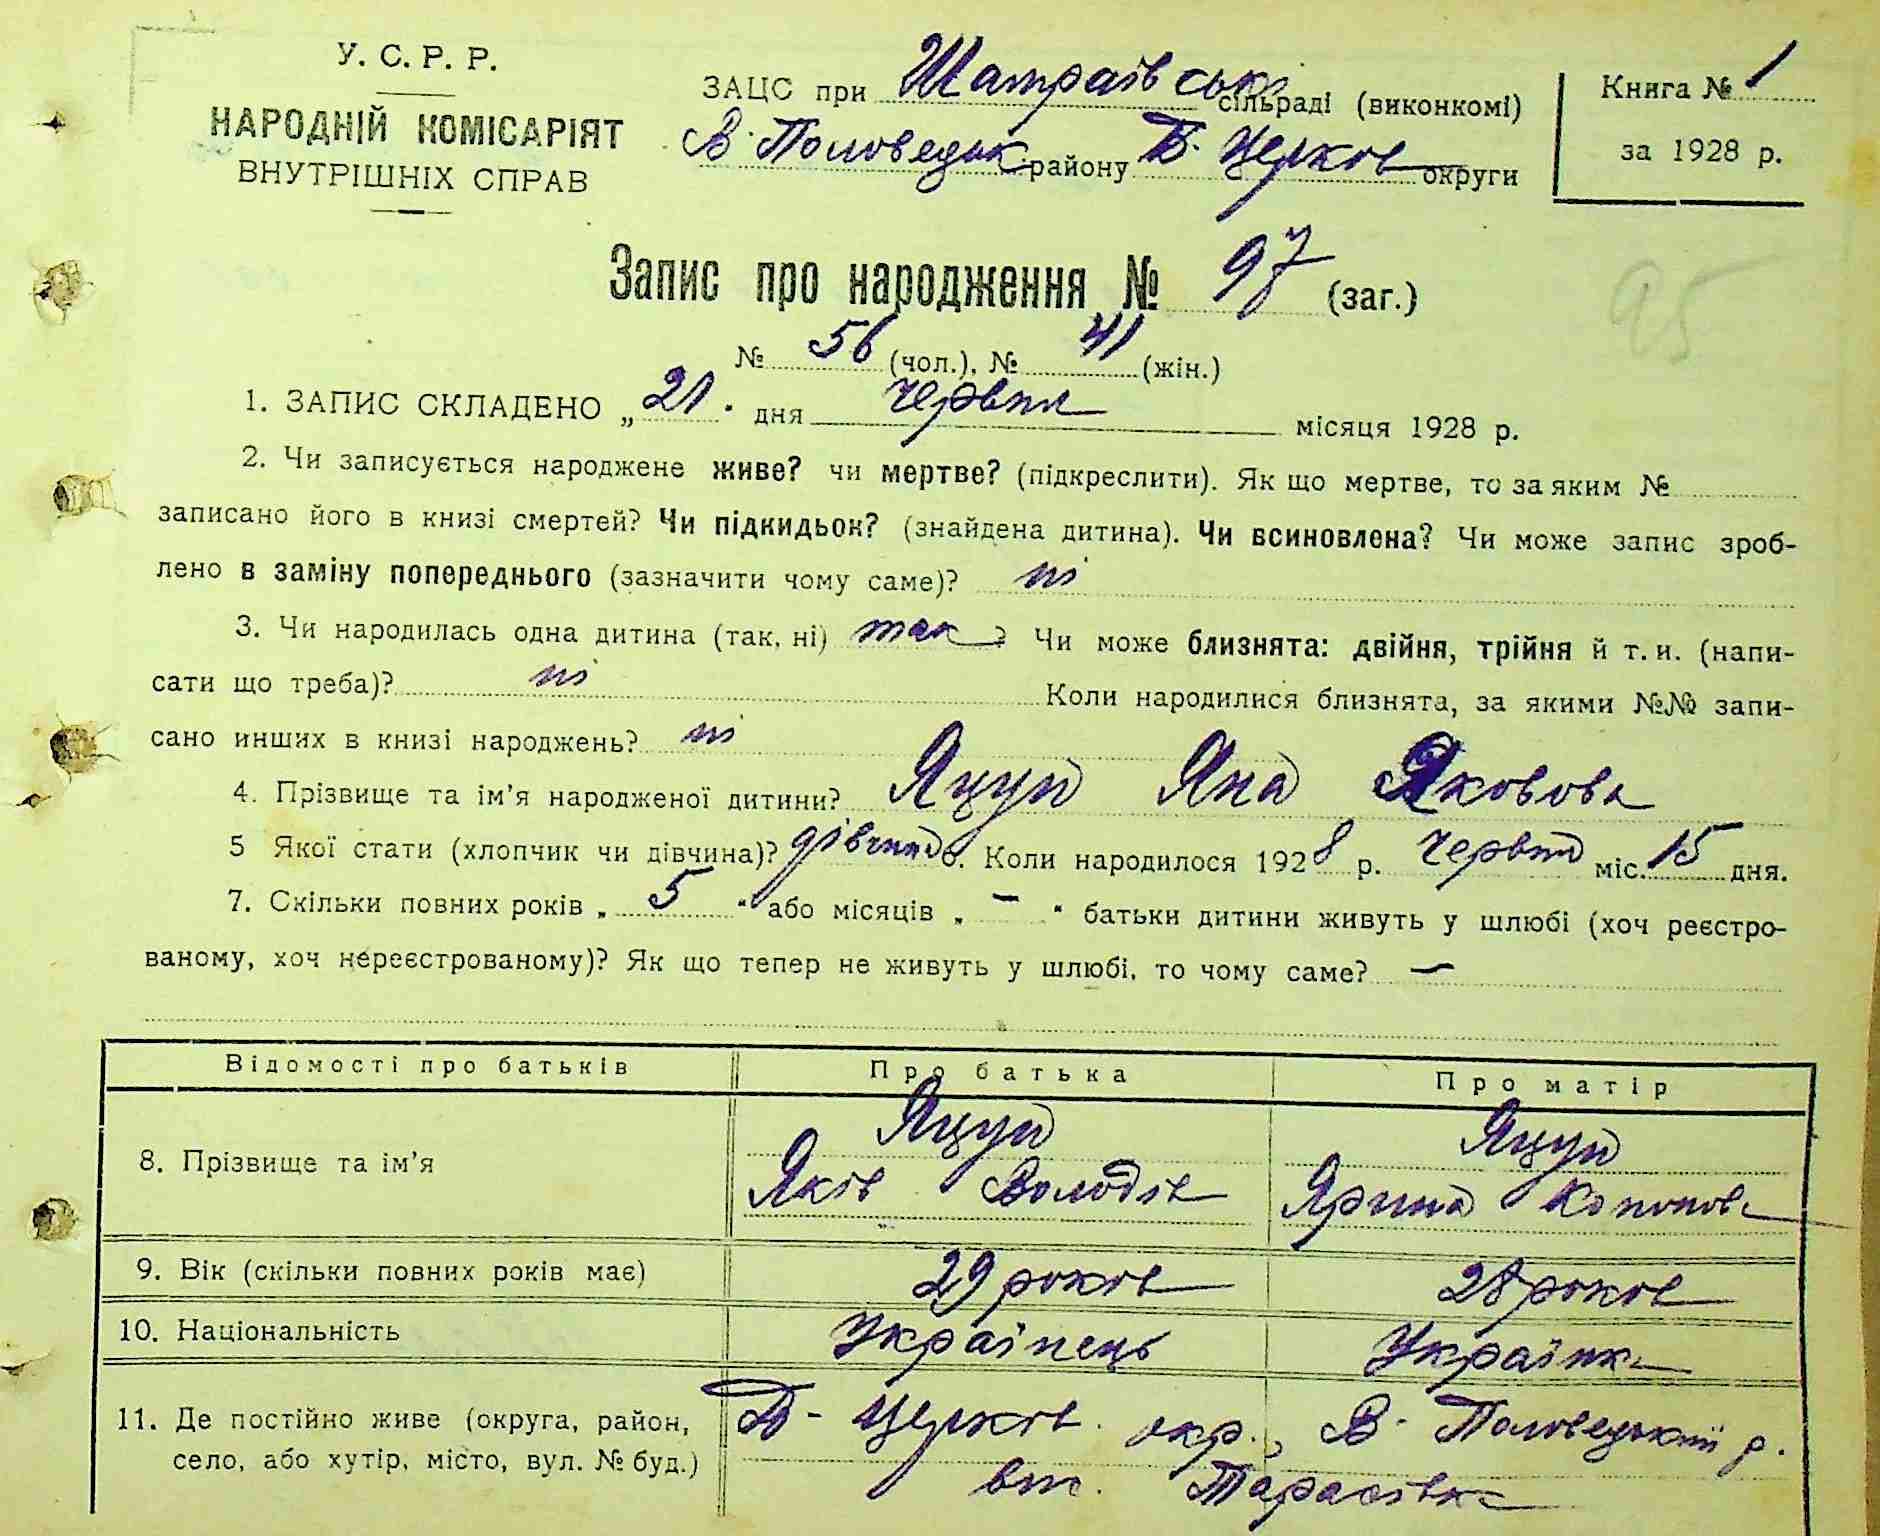 У. С. Р. Р.
НАРОДНІЙ КОМІСАРІЯТ
ВНУТРІШНІХ СПРАВ
ЗАЦС при Шамраївські сільраді (виконкомі)
В. Половецьк району Б. Церков округи
Книга № 1
за 1928 р.
Запис про народження № 97 (заг.)
95
№ 56 (чол.), № 41 (жін.)
1. ЗАПИС СКЛАДЕНО „21" дня червня місяця 1928 р.
2. Чи записується народжене живе? чи мертве? (підкреслити). Як що мертве, то за яким №
записано його в книзі смертей? Чи підкидьок? (знайдена дитина). Чи всиновлена? Чи може запис зроб-
лено в заміну попереднього (зазначити чому саме)? ні
3. Чи народилась одна дитина (так, ні) так? Чи може близнята: двійня, трійня й т. и. (напи-
сати що треба)? ні Коли народилися близнята, за якими №№ запи-
сано инших в книзі народжень? ні
4. Прізвище та ім'я народженої дитини? Яцун Яна Яковова
5 Якої стати (хлопчик чи дівчина)? дівчина 6. Коли народилося 1928 р. Червня міс. 15 дня.
7. Скільки повних років „ 5 " або місяців „ — " батьки дитини живуть у шлюбі (хоч реєстро-
ваному, хоч нереєстрованому)? Як що тепер не живуть у шлюбі, то чому саме? —
Відомості про батьків Про батька Про матір
8. Прізвище та ім'я
Яцун Яцун
Яків Володів Ярина Кононова
9. Вік (скільки повних років має) 29 років 28 років
10. Національність Українець Українка
11. Де постійно живе (округа, район, Б- Церков. окр., В- Половецький р.
село, або хутір, місто, вул. № буд.) Тарасівка